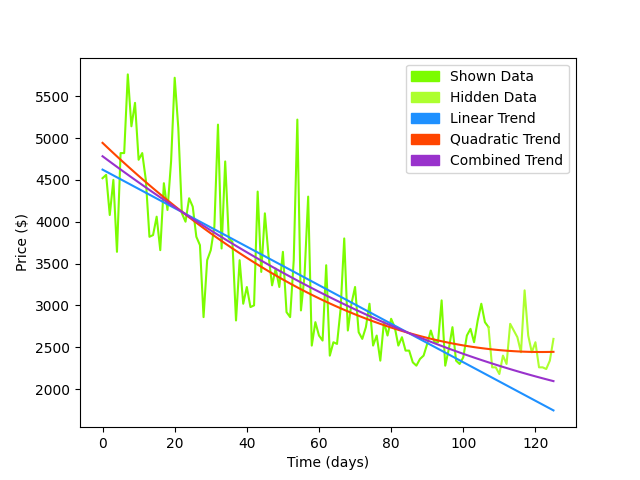 Shown Data
Hidden Data
Linear Trend
Quadratic Trend
Combined Trend
5500
5000
4500
4000
3500
3000
2500
2000
Price ($)
0 20 40 60 80 100 120
Time (days)